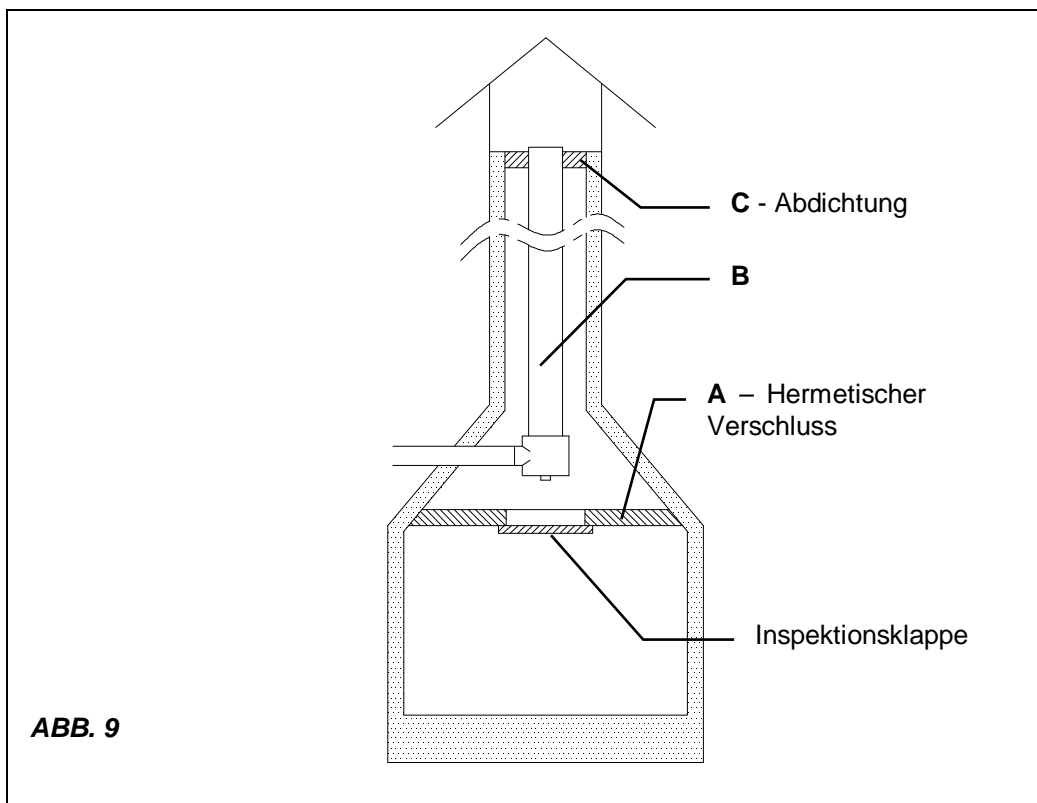 C - Abdichtung
B
A – Hermetischer
Verschluss
Inspektionsklappe
ABB. 9